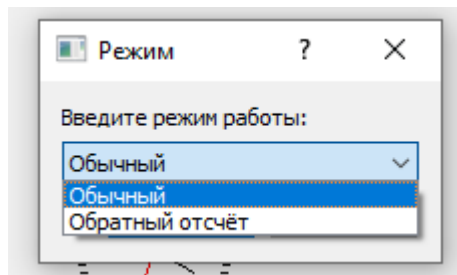 Режим ?
Введите режим работы:
Обычный
Обычный
Обратный отсчёт